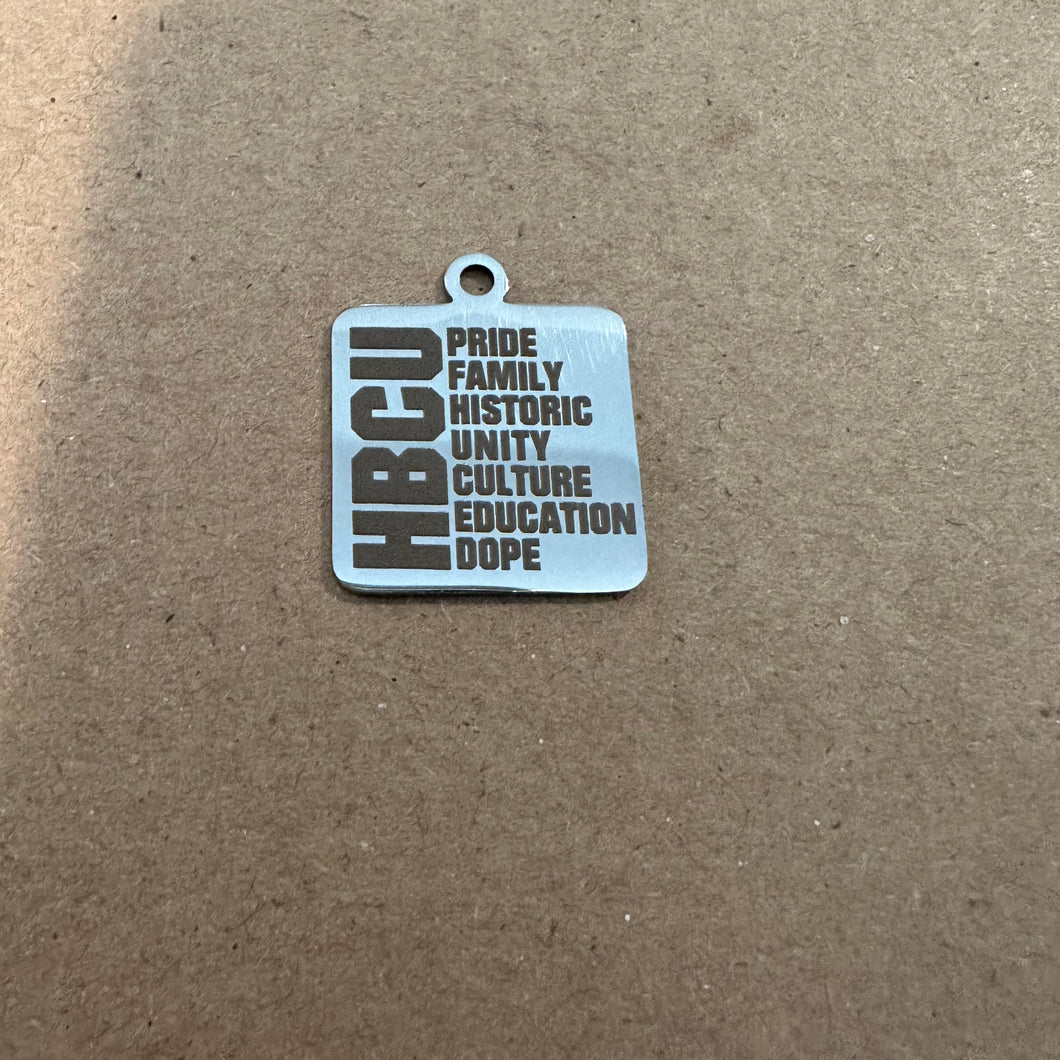 HBCU
PRIDE
FAMILY
HISTORIC
UNITY
CULTURE
EDUCATION
DOPE